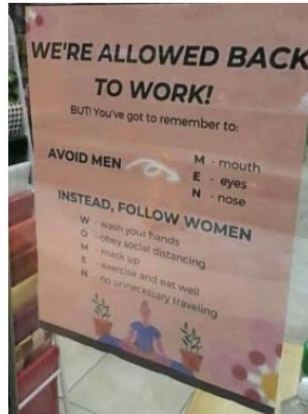 WE'RE ALLOWED BACK
TO WORK!
BUT! You've got to remember to:
AVOID MEN
M - mouth
E - eyes
N - nose
INSTEAD, FOLLOW WOMEN
W - wash your hands
O - obey social distancing
M - mask up
E - exercise and eat well
N - no unnecessary traveling